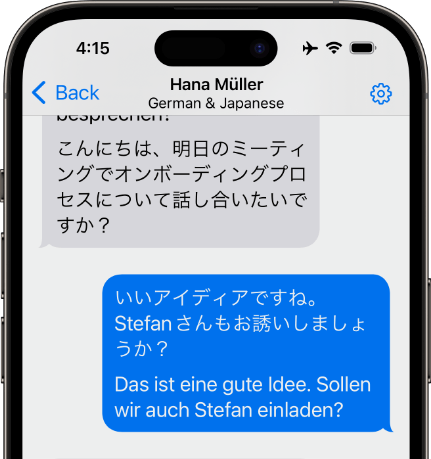 4:15
Back
Hana Müller
German & Japanese
besprechen?
こんにちは、明日のミーティ
ングでオンボーディングプロ
セスについて話し合いたいで
すか？
いいアイディアですね。
Stefanさんもお誘いしましょ
うか？
Das ist eine gute Idee. Sollen
wir auch Stefan einladen?